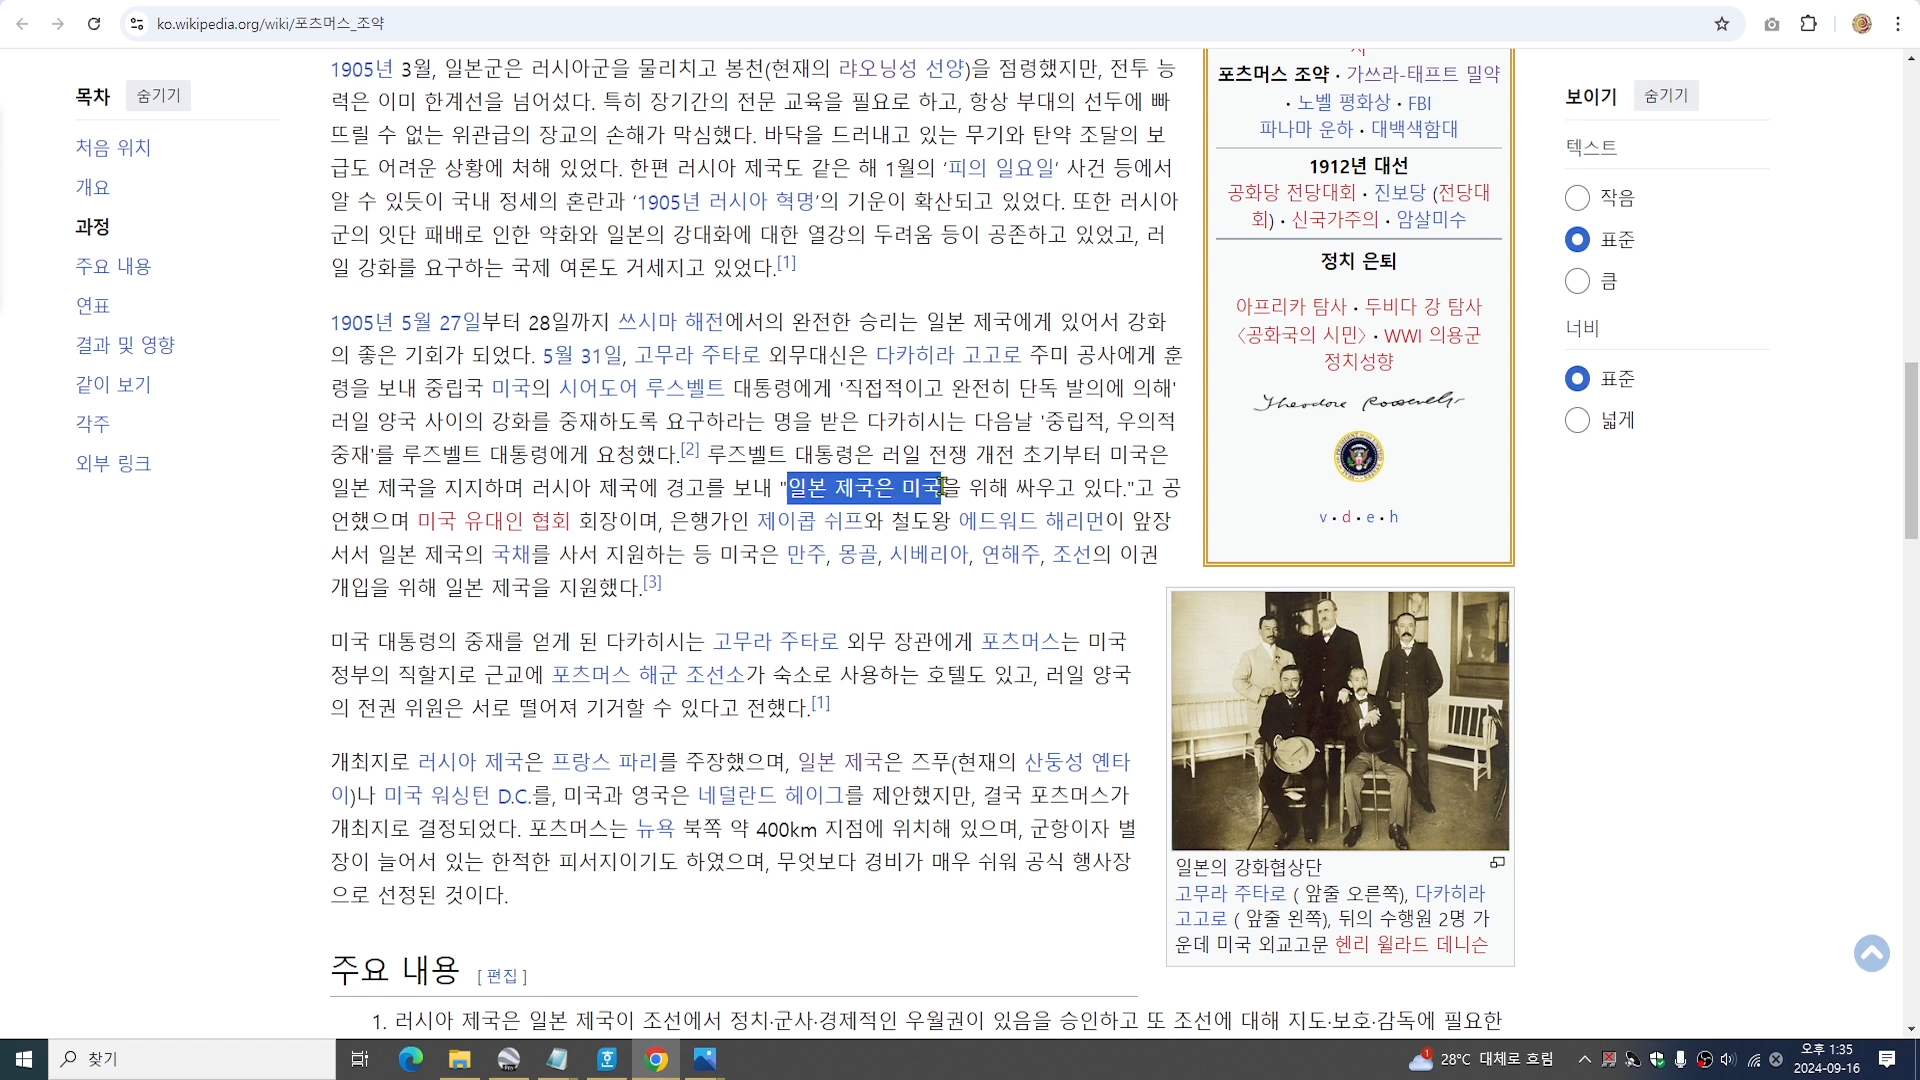 ko.wikipedia.org/wiki/포츠머스_조약
목차 숨기기
처음 위치
개요
과정
주요 내용
연표
결과 및 영향
같이 보기
각주
외부 링크
1905년 3월, 일본군은 러시아군을 물리치고 봉천(현재의 랴오닝성 선양)을 점령했지만, 전투 능
력은 이미 한계선을 넘어섰다. 특히 장기간의 전문 교육을 필요로 하고, 항상 부대의 선두에 빠
뜨릴 수 없는 위관급의 장교의 손해가 막심했다. 바닥을 드러내고 있는 무기와 탄약 조달의 보
급도 어려운 상황에 처해 있었다. 한편 러시아 제국도 같은 해 1월의 ‘피의 일요일’ 사건 등에서
알 수 있듯이 국내 정세의 혼란과 ‘1905년 러시아 혁명’의 기운이 확산되고 있었다. 또한 러시아
군의 잇단 패배로 인한 약화와 일본의 강대화에 대한 열강의 두려움 등이 공존하고 있었고, 러
일 강화를 요구하는 국제 여론도 거세지고 있었다.[1]
1905년 5월 27일부터 28일까지 쓰시마 해전에서의 완전한 승리는 일본 제국에게 있어서 강화
의 좋은 기회가 되었다. 5월 31일, 고무라 주타로 외무대신은 다카히라 고고로 주미 공사에게 훈
령을 보내 중립국 미국의 시어도어 루스벨트 대통령에게 '직접적이고 완전히 단독 발의에 의해'
러일 양국 사이의 강화를 중재하도록 요구하라는 명을 받은 다카히시는 다음날 '중립적, 우의적
중재'를 루즈벨트 대통령에게 요청했다.[2] 루즈벨트 대통령은 러일 전쟁 개전 초기부터 미국은
일본 제국을 지지하며 러시아 제국에 경고를 보내 "일본 제국은 미국을 위해 싸우고 있다."고 공
언했으며 미국 유대인 협회 회장이며, 은행가인 제이콥 쉬프와 철도왕 에드워드 해리먼이 앞장
서서 일본 제국의 국채를 사서 지원하는 등 미국은 만주, 몽골, 시베리아, 연해주, 조선의 이권
개입을 위해 일본 제국을 지원했다.[3]
미국 대통령의 중재를 얻게 된 다카히시는 고무라 주타로 외무 장관에게 포츠머스는 미국
정부의 직할지로 근교에 포츠머스 해군 조선소가 숙소로 사용하는 호텔도 있고, 러일 양국
의 전권 위원은 서로 떨어져 기거할 수 있다고 전했다.[1]
개최지로 러시아 제국은 프랑스 파리를 주장했으며, 일본 제국은 즈푸(현재의 산둥성 옌타
이)나 미국 워싱턴 D.C.를, 미국과 영국은 네덜란드 헤이그를 제안했지만, 결국 포츠머스가
개최지로 결정되었다. 포츠머스는 뉴욕 북쪽 약 400km 지점에 위치해 있으며, 군항이자 별
장이 늘어서 있는 한적한 피서지이기도 하였으며, 무엇보다 경비가 매우 쉬워 공식 행사장
으로 선정된 것이다.
주요 내용 [ 편집 ]
1. 러시아 제국은 일본 제국이 조선에서 정치·군사·경제적인 우월권이 있음을 승인하고 또 조선에 대해 지도·보호·감독에 필요한
포츠머스 조약 · 가쓰라-태프트 밀약
· 노벨 평화상 · FBI
파나마 운하 · 대백색함대
1912년 대선
공화당 전당대회 · 진보당 (전당대
회) · 신국가주의 · 암살미수
정치 은퇴
아프리카 탐사 · 두비다 강 탐사
〈공화국의 시민〉 · WWI 의용군
정치성향
Theodore Roosevelt
v · d · e · h
일본의 강화협상단
고무라 주타로 ( 앞줄 오른쪽), 다카히라
고고로 ( 앞줄 왼쪽), 뒤의 수행원 2명 가
운데 미국 외교고문 헨리 윌라드 데니슨
보이기 숨기기
텍스트
작음
표준
큼
너비
표준
넓게
찾기
28°C 대체로 흐림
오후 1:35
2024-09-16